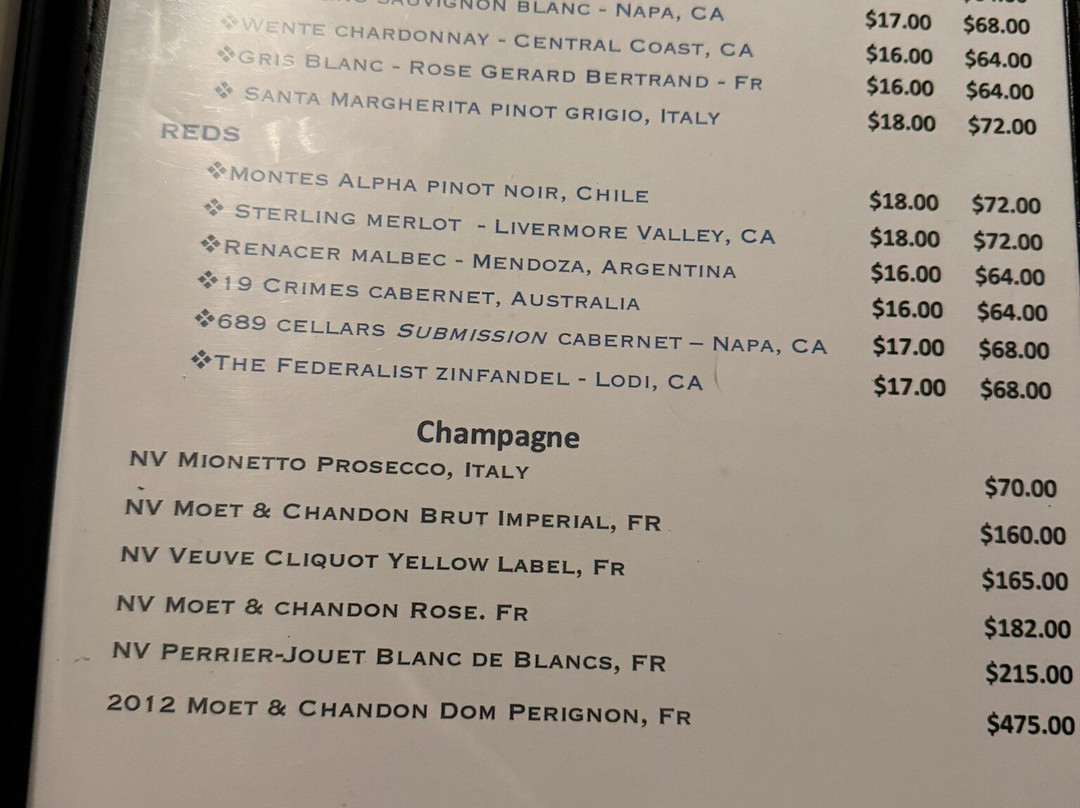 SAUVIGNON BLANC - NAPA, CA $17.00 $68.00
❖WENTE CHARDONNAY - CENTRAL COAST, CA $16.00 $64.00
❖GRIS BLANC - ROSE GERARD BERTRAND - FR $16.00 $64.00
❖ SANTA MARGHERITA PINOT GRIGIO, ITALY $18.00 $72.00
REDS
❖MONTES ALPHA PINOT NOIR, CHILE $18.00 $72.00
❖ STERLING MERLOT - LIVERMORE VALLEY, CA $18.00 $72.00
❖RENACER MALBEC - MENDOZA, ARGENTINA $16.00 $64.00
❖19 CRIMES CABERNET, AUSTRALIA $16.00 $64.00
❖689 CELLARS SUBMISSION CABERNET – NAPA, CA $17.00 $68.00
❖THE FEDERALIST ZINFANDEL - LODI, CA $17.00 $68.00
Champagne
NV MIONETTO PROSECCO, ITALY $70.00
NV MOET & CHANDON BRUT IMPERIAL, FR $160.00
NV VEUVE CLIQUOT YELLOW LABEL, FR $165.00
NV MOET & CHANDON ROSE. FR $182.00
NV PERRIER-JOUET BLANC DE BLANCS, FR $215.00
2012 MOET & CHANDON DOM PERIGNON, FR $475.00